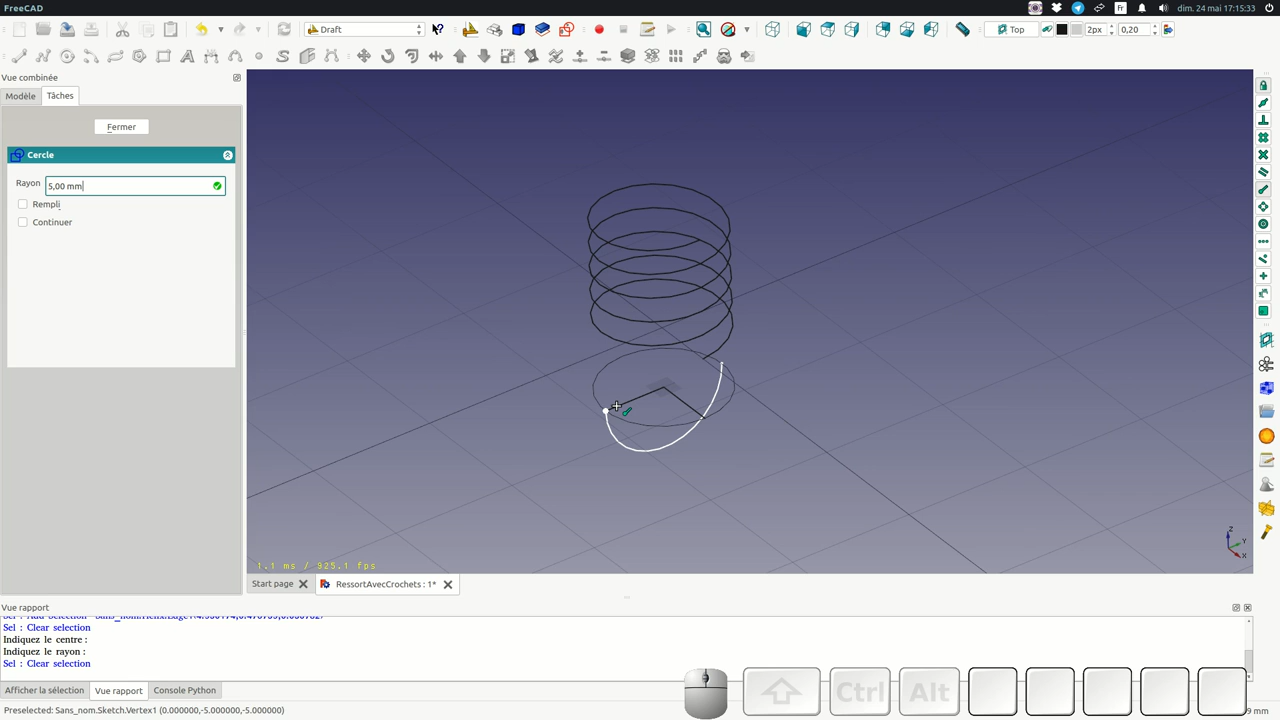 FreeCAD
Fr
dim. 24 mai 17:15:33
Draft
Top
2px
0,20
Vue combinée
Modèle
Tâches
Fermer
Cercle
Rayon
5,00 mm
Rempli
Continuer
1.1 ms / 325.1 fps
Z
Y
X
Start page
RessortAvecCrochets : 1*
Vue rapport
Sel : Clear selection
Indiquez le centre :
Indiquez le rayon :
Sel : Clear selection
Afficher la sélection
Vue rapport
Console Python
Ctrl
Alt
Preselected: Sans_nom.Sketch.Vertex1 (0.000000,-5.000000,-5.000000)
9 mm